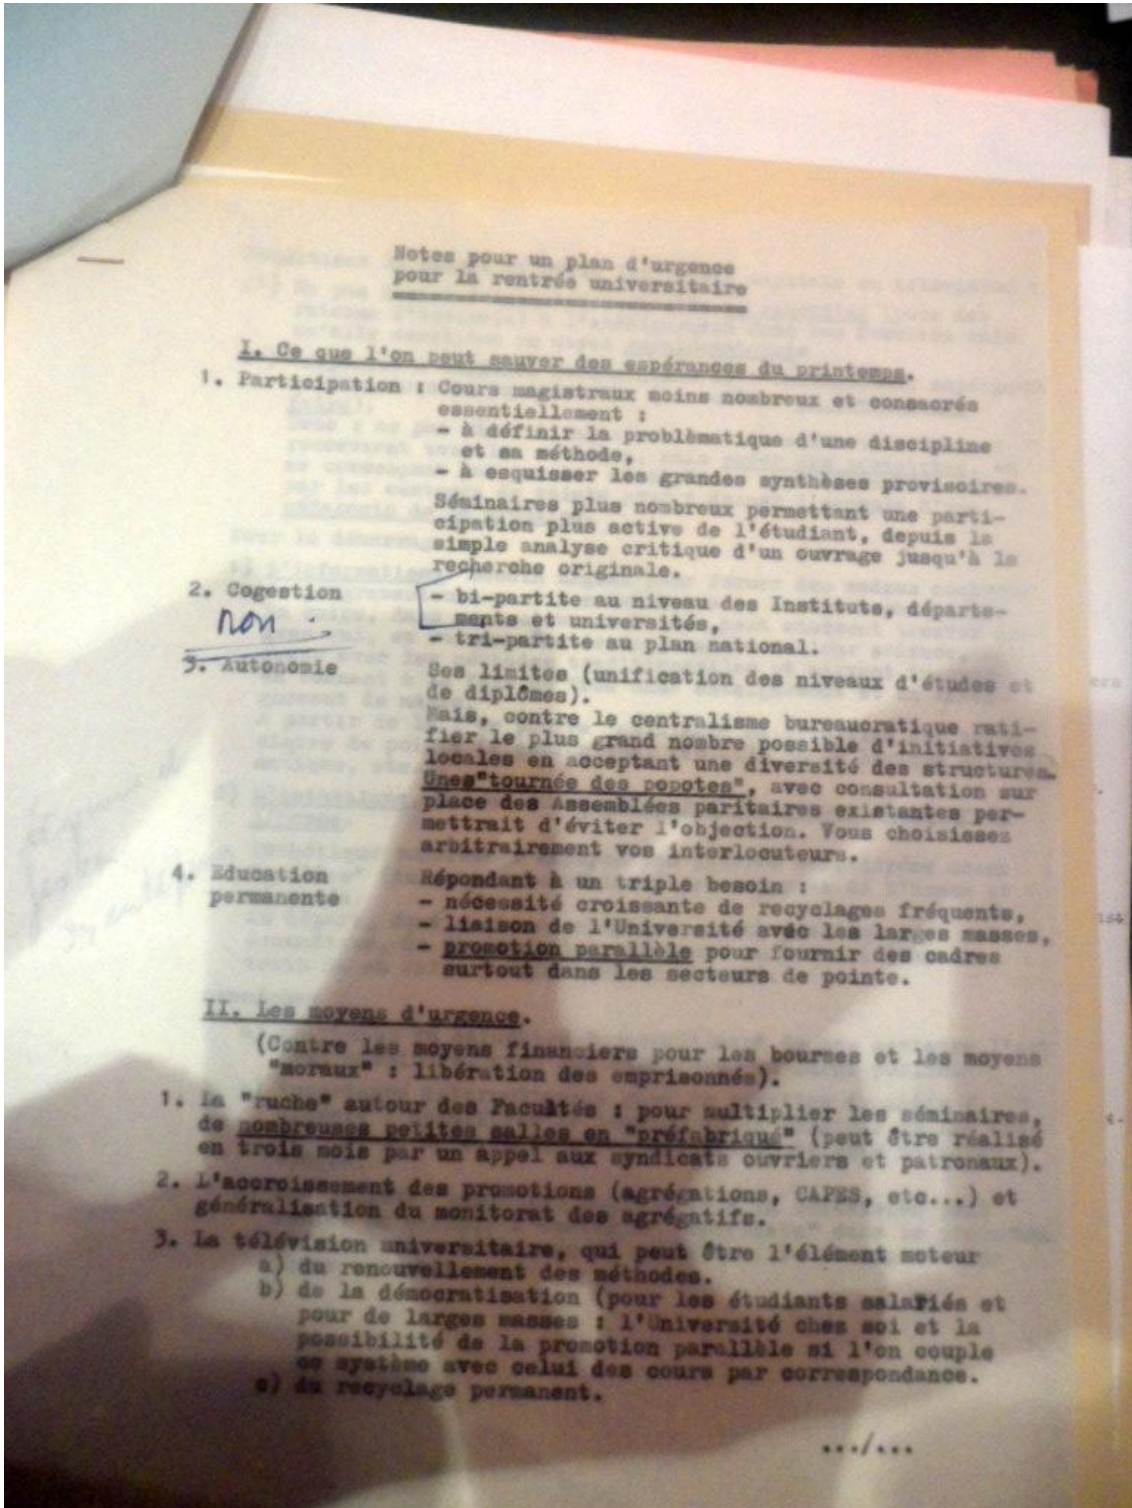 Notes pour un plan d'urgence
pour la rentrée universitaire
I. Ce que l'on peut sauver des espérances du printemps.
1. Participation : Cours magistraux moins nombreux et consacrés
essentiellement :
- à définir la problèmatique d'une discipline
et sa méthode,
- à esquisser les grandes synthèses provisoires.
Séminaires plus nombreux permettant une parti-
cipation plus active de l'étudiant, depuis la
simple analyse critique d'un ouvrage jusqu'à la
recherche originale.
2. Cogestion - bi-partite au niveau des Instituts, départe-
non. ments et universités,
- tri-partite au plan national.
3. Autonomie Ses limites (unification des niveaux d'études et
de diplômes).
Mais, contre le centralisme bureaucratique rati-
fier le plus grand nombre possible d'initiatives
locales en acceptant une diversité des structures.
Unes"tournée des popotes", avec consultation sur
place des Assemblées paritaires existantes per-
mettrait d'éviter l'objection. Vous choisissez
arbitrairement vos interlocuteurs.
4. Education Répondant à un triple besoin :
permanente - nécessité croissante de recyclages fréquents,
- liaison de l'Université avec les larges masses,
- promotion parallèle pour fournir des cadres
surtout dans les secteurs de pointe.
II. Les moyens d'urgence.
(Contre les moyens financiers pour les bourses et les moyens
"moraux" : libération des emprisonnés).
1. La "ruche" autour des Facultés : pour multiplier les séminaires,
de nombreuses petites salles en "préfabriqué" (peut être réalisé
en trois mois par un appel aux syndicats ouvriers et patronaux).
2. L'accroissement des promotions (agrégations, CAPES, etc...) et
généralisation du monitorat des agrégatifs.
3. La télévision universitaire, qui peut être l'élément moteur
a) du renouvellement des méthodes.
b) de la démocratisation (pour les étudiants salariés et
pour de larges masses : l'Université chez soi et la
possibilité de la promotion parallèle si l'on couple
ce système avec celui des cours par correspondance.
c) du recyclage permanent.
.../...